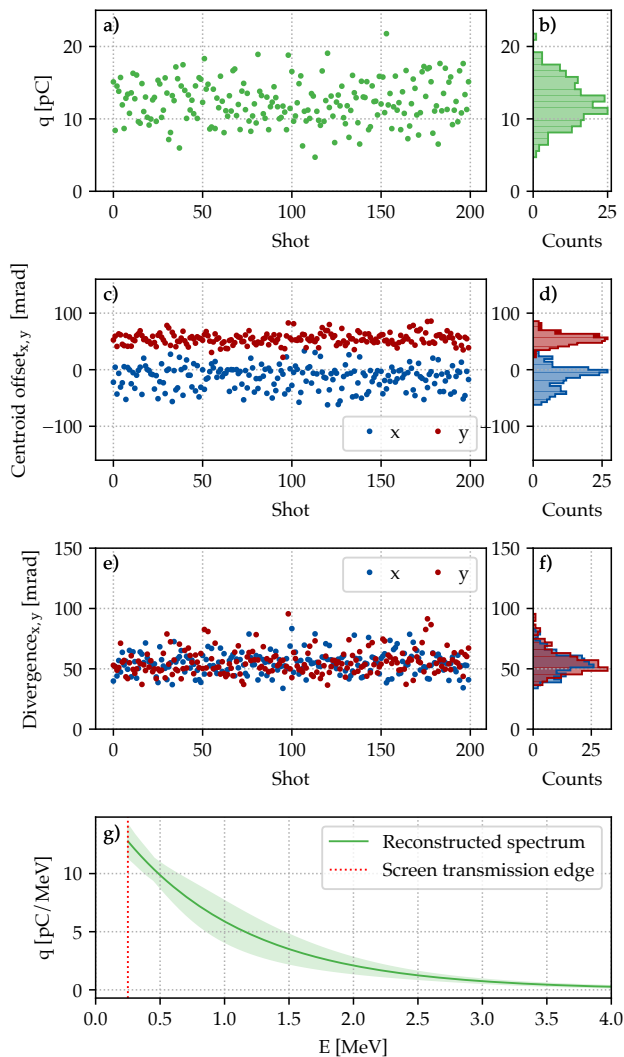 a) b)
q [pC]
20
10
0
20
10
0
0 50 100 150 200
0 25
Shot
Counts
c) d)
Centroid offset_{x,y} [mrad]
100
0
−100
100
0
−100
x y
0 50 100 150 200
0 25
Shot
Counts
e) f)
Divergence_{x,y} [mrad]
150
100
50
0
150
100
50
0
x y
0 50 100 150 200
0 25
Shot
Counts
g)
q [pC/MeV]
10
5
0
Reconstructed spectrum
Screen transmission edge
0.0 0.5 1.0 1.5 2.0 2.5 3.0 3.5 4.0
E [MeV]